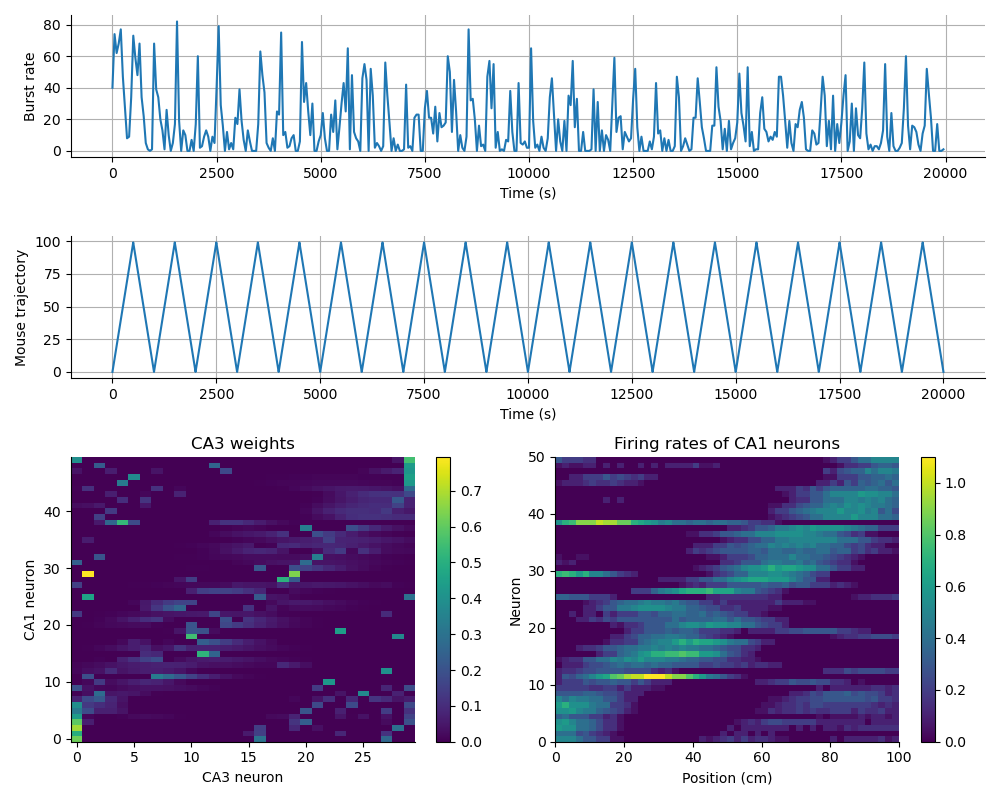 80
60
40
20
0
Burst rate
0 2500 5000 7500 10000 12500 15000 17500 20000
Time (s)
100
75
50
25
0
Mouse trajectory
0 2500 5000 7500 10000 12500 15000 17500 20000
Time (s)
CA3 weights
40
30
20
10
0
CA1 neuron
0 5 10 15 20 25
CA3 neuron
0.7
0.6
0.5
0.4
0.3
0.2
0.1
0.0
Firing rates of CA1 neurons
50
40
30
20
10
0
Neuron
0 20 40 60 80 100
Position (cm)
1.0
0.8
0.6
0.4
0.2
0.0